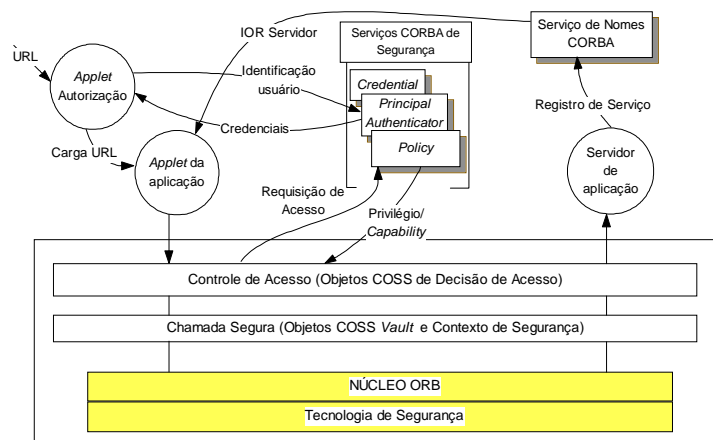 URL
Applet
Autorização
IOR Servidor
Identificação
usuário
Credenciais
Carga URL
Applet da
aplicação
Serviços CORBA de
Segurança
Credential
Principal
Authenticator
Policy
Serviço de Nomes
CORBA
Registro de Serviço
Servidor
de
aplicação
Requisição de
Acesso
Privilégio/
Capability
Controle de Acesso (Objetos COSS de Decisão de Acesso)
Chamada Segura (Objetos COSS Vault e Contexto de Segurança)
NÚCLEO ORB
Tecnologia de Segurança